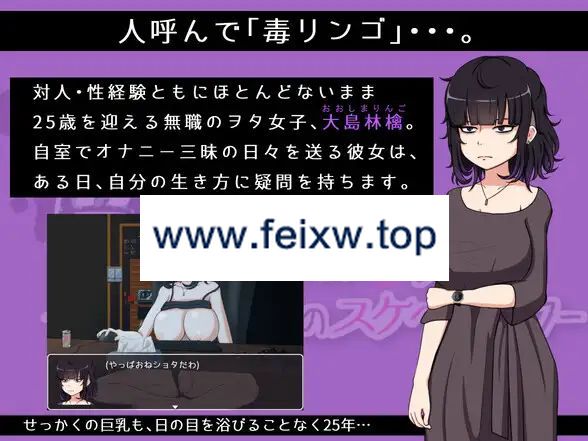 人呼んで「毒リンゴ」・・・。
対人・性経験ともにほとんどないまま
おおしまりんご
25歳を迎える無職のヲタ女子、大島林檎。
自室でオナニー三昧の日々を送る彼女は、
ある日、自分の生き方に疑問を持ちます。
www.feixw.top
のスケ
(やっぱおねショタだわ)
せっかくの巨乳も、日の目を浴びることなく25年…